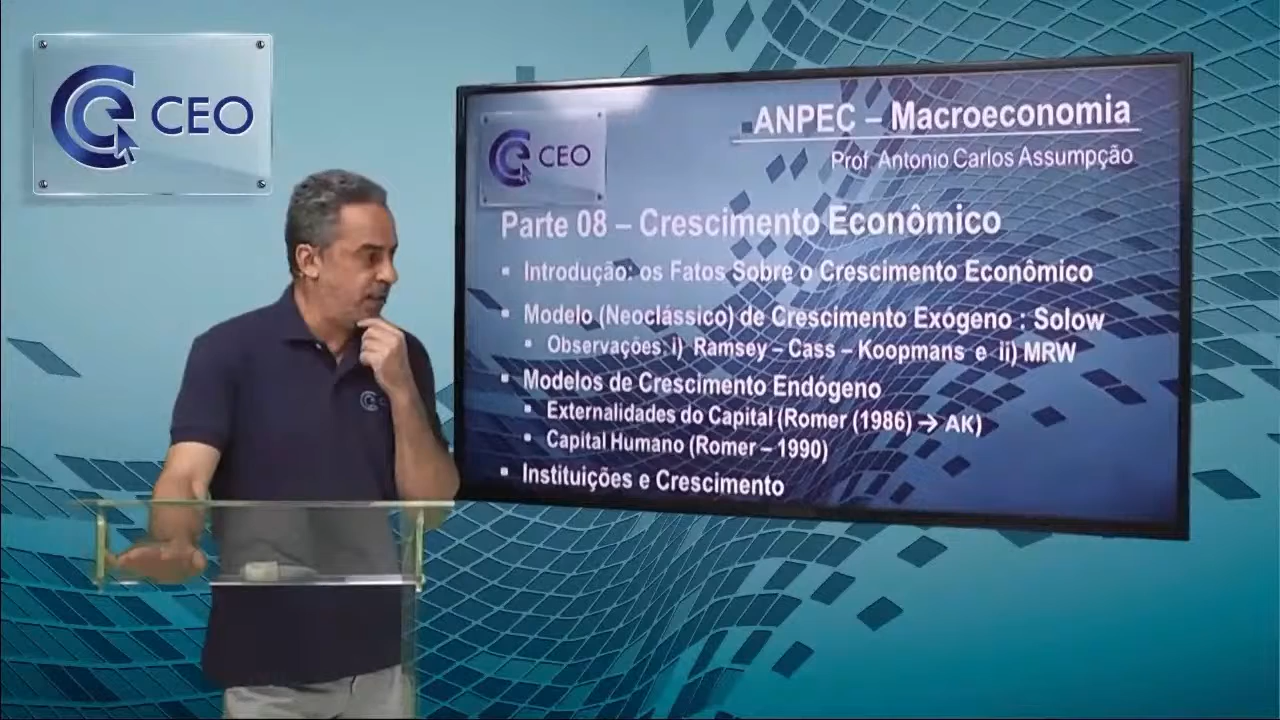 CEO
ANPEC – Macroeconomia
Prof. Antonio Carlos Assumpção
CEO
Parte 08 – Crescimento Econômico
▪ Introdução: os Fatos Sobre o Crescimento Econômico
▪ Modelo (Neoclássico) de Crescimento Exógeno : Solow
▪ Observações: i) Ramsey – Cass – Koopmans e ii) MRW
▪ Modelos de Crescimento Endógeno
▪ Externalidades do Capital (Romer (1986) → AK)
▪ Capital Humano (Romer – 1990)
▪ Instituições e Crescimento